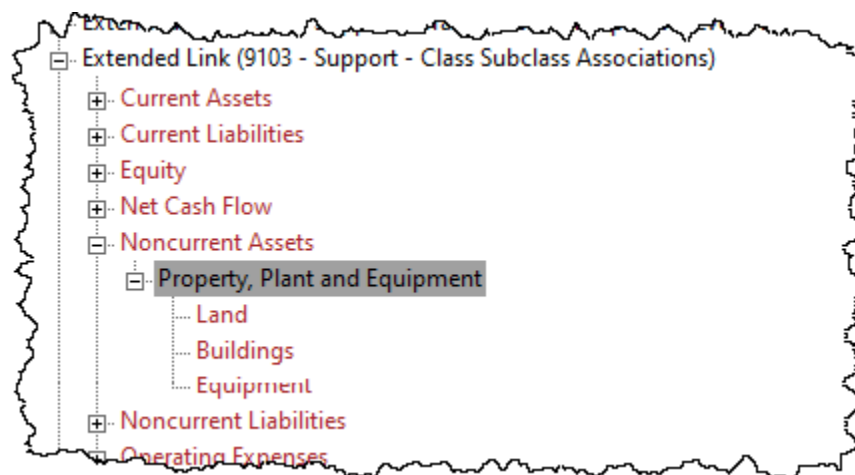 Extended Link (9103 - Support - Class Subclass Associations)
Current Assets
Current Liabilities
Equity
Net Cash Flow
Noncurrent Assets
Property, Plant and Equipment
Land
Buildings
Equipment
Noncurrent Liabilities
Operating Expenses